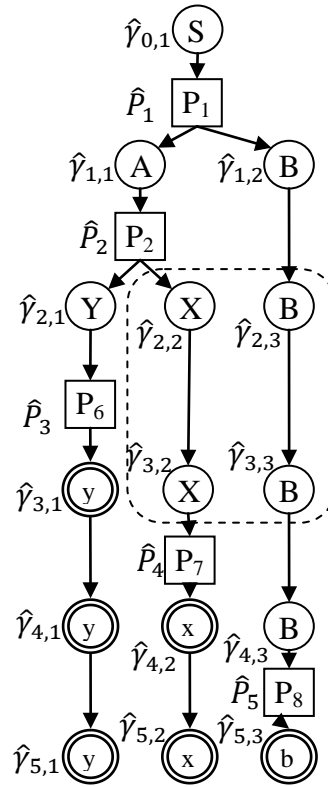 γ̂0,1 S
P̂1 P1
γ̂1,1 A γ̂1,2 B
P̂2 P2
γ̂2,1 Y γ̂2,2 X γ̂2,3 B
P̂3 P6
γ̂3,1 y γ̂3,2 X γ̂3,3 B
P̂4 P7
γ̂4,1 y γ̂4,2 x γ̂4,3 B
P̂5 P8
γ̂5,1 y γ̂5,2 x γ̂5,3 b